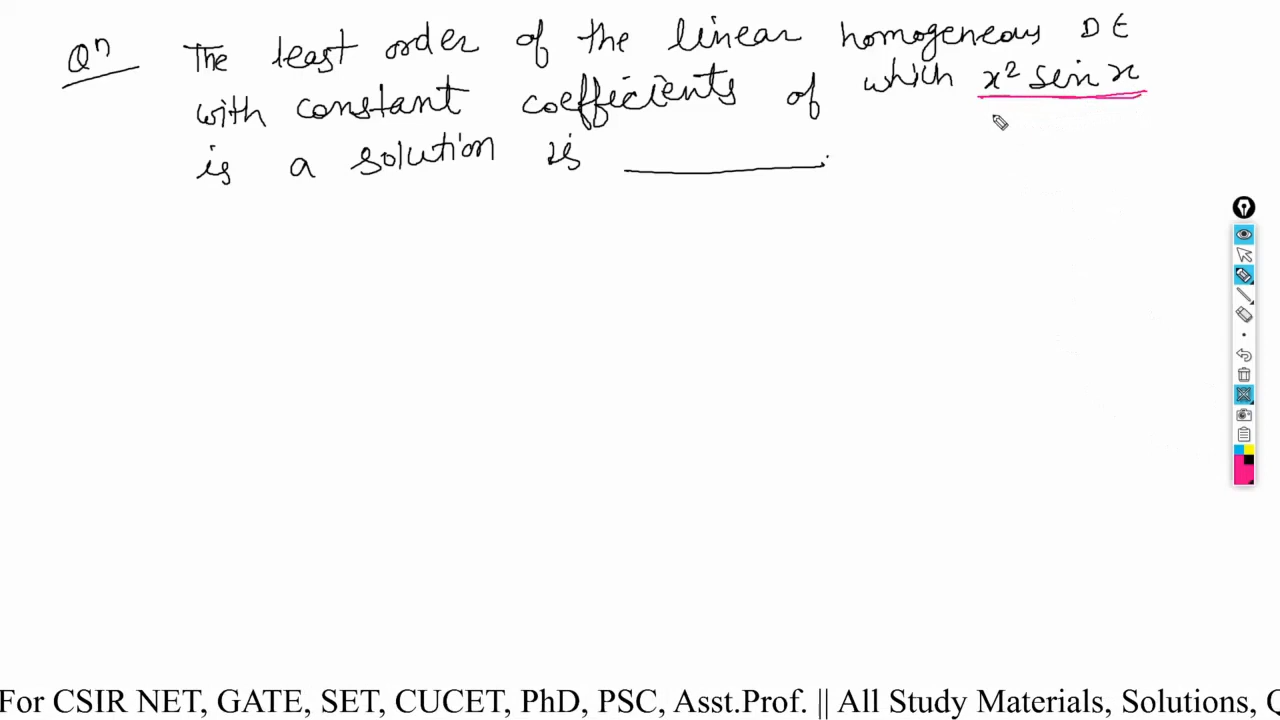 Qⁿ The least order of the linear homogeneous DE
with constant coefficients of which x² sin x
is a solution is ________.
For CSIR NET, GATE, SET, CUCET, PhD, PSC, Asst.Prof. || All Study Materials, Solutions, Q